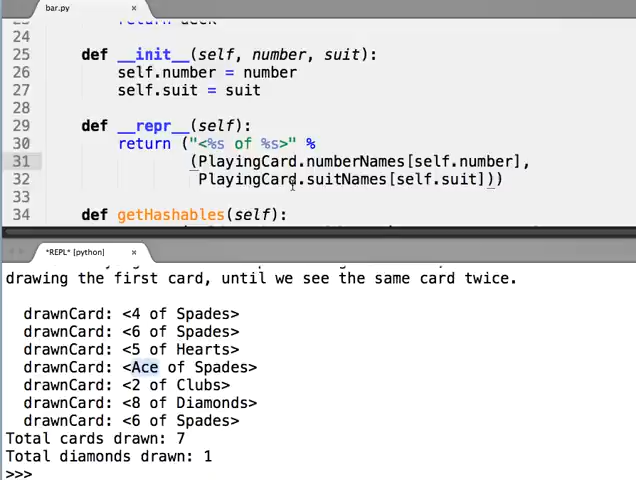 bar.py
23 return deck
24
25 def __init__(self, number, suit):
26 self.number = number
27 self.suit = suit
28
29 def __repr__(self):
30 return ("<%s of %s>" %
31 (PlayingCard.numberNames[self.number],
32 PlayingCard.suitNames[self.suit]))
33
34 def getHashables(self):
*REPL* [python]
drawing the first card, until we see the same card twice.
drawnCard: <4 of Spades>
drawnCard: <6 of Spades>
drawnCard: <5 of Hearts>
drawnCard: <Ace of Spades>
drawnCard: <2 of Clubs>
drawnCard: <8 of Diamonds>
drawnCard: <6 of Spades>
Total cards drawn: 7
Total diamonds drawn: 1
>>>